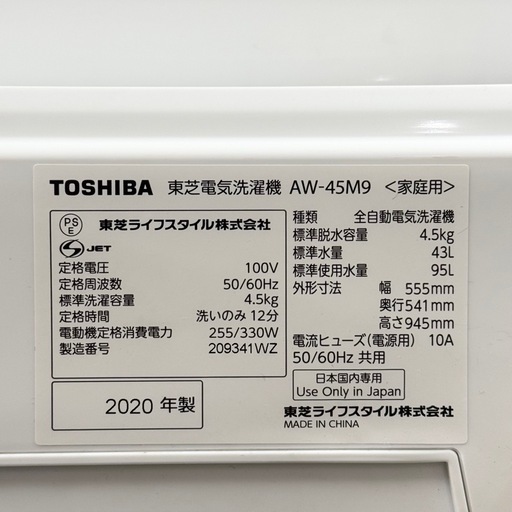 TOSHIBA 東芝電気洗濯機 AW-45M9 <家庭用>
PS
E
東芝ライフスタイル株式会社
S JET
定格電圧 100V
定格周波数 50/60Hz
標準洗濯容量 4.5kg
定格時間 洗いのみ 12分
電動機定格消費電力 255/330W
製造番号 209341WZ
2020 年製
種類 全自動電気洗濯機
標準脱水容量 4.5kg
標準水量 43L
標準使用水量 95L
外形寸法 幅 555mm
奥行541mm
高さ945mm
電流ヒューズ(電源用) 10A
50/60Hz 共用
日本国内専用
Use Only in Japan
東芝ライフスタイル株式会社
MADE IN CHINA